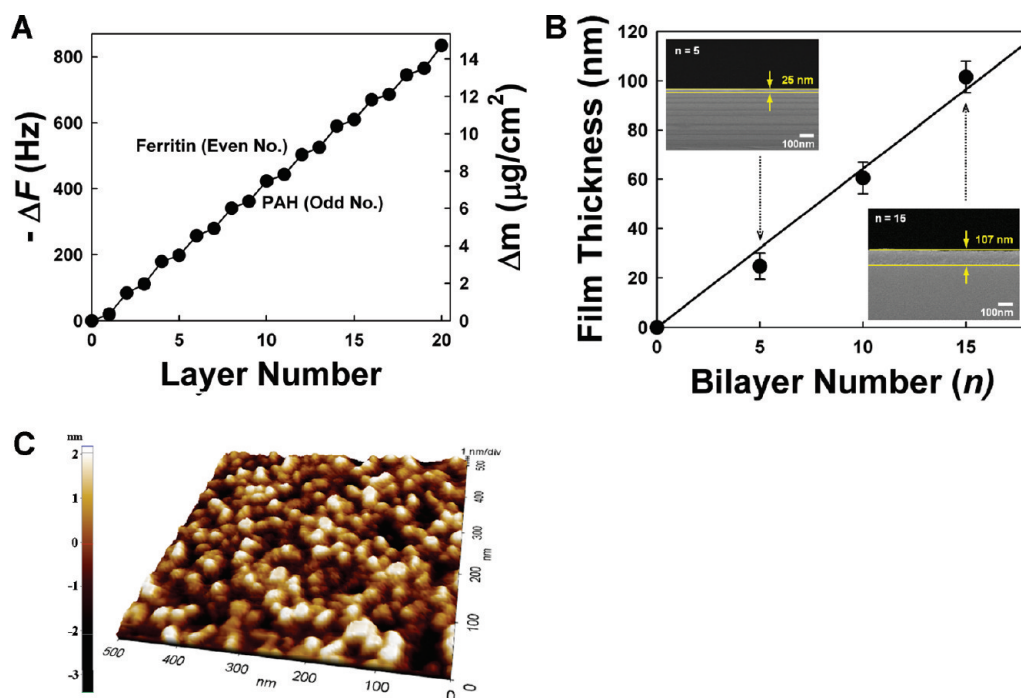 A
800
600
400
200
0
- ΔF (Hz)
14
12
10
8
6
4
2
0
Δm (μg/cm²)
Ferritin (Even No.)
PAH (Odd No.)
0 5 10 15 20
Layer Number
B
120
100
80
60
40
20
0
Film Thickness (nm)
n = 5
25 nm
100nm
n = 15
107 nm
100nm
0 5 10 15
Bilayer Number (n)
C
nm
2
1
0
-1
-2
-3
1 nm/div
500
400
300
200
100
0
nm
500 400 300 200 100 0
nm